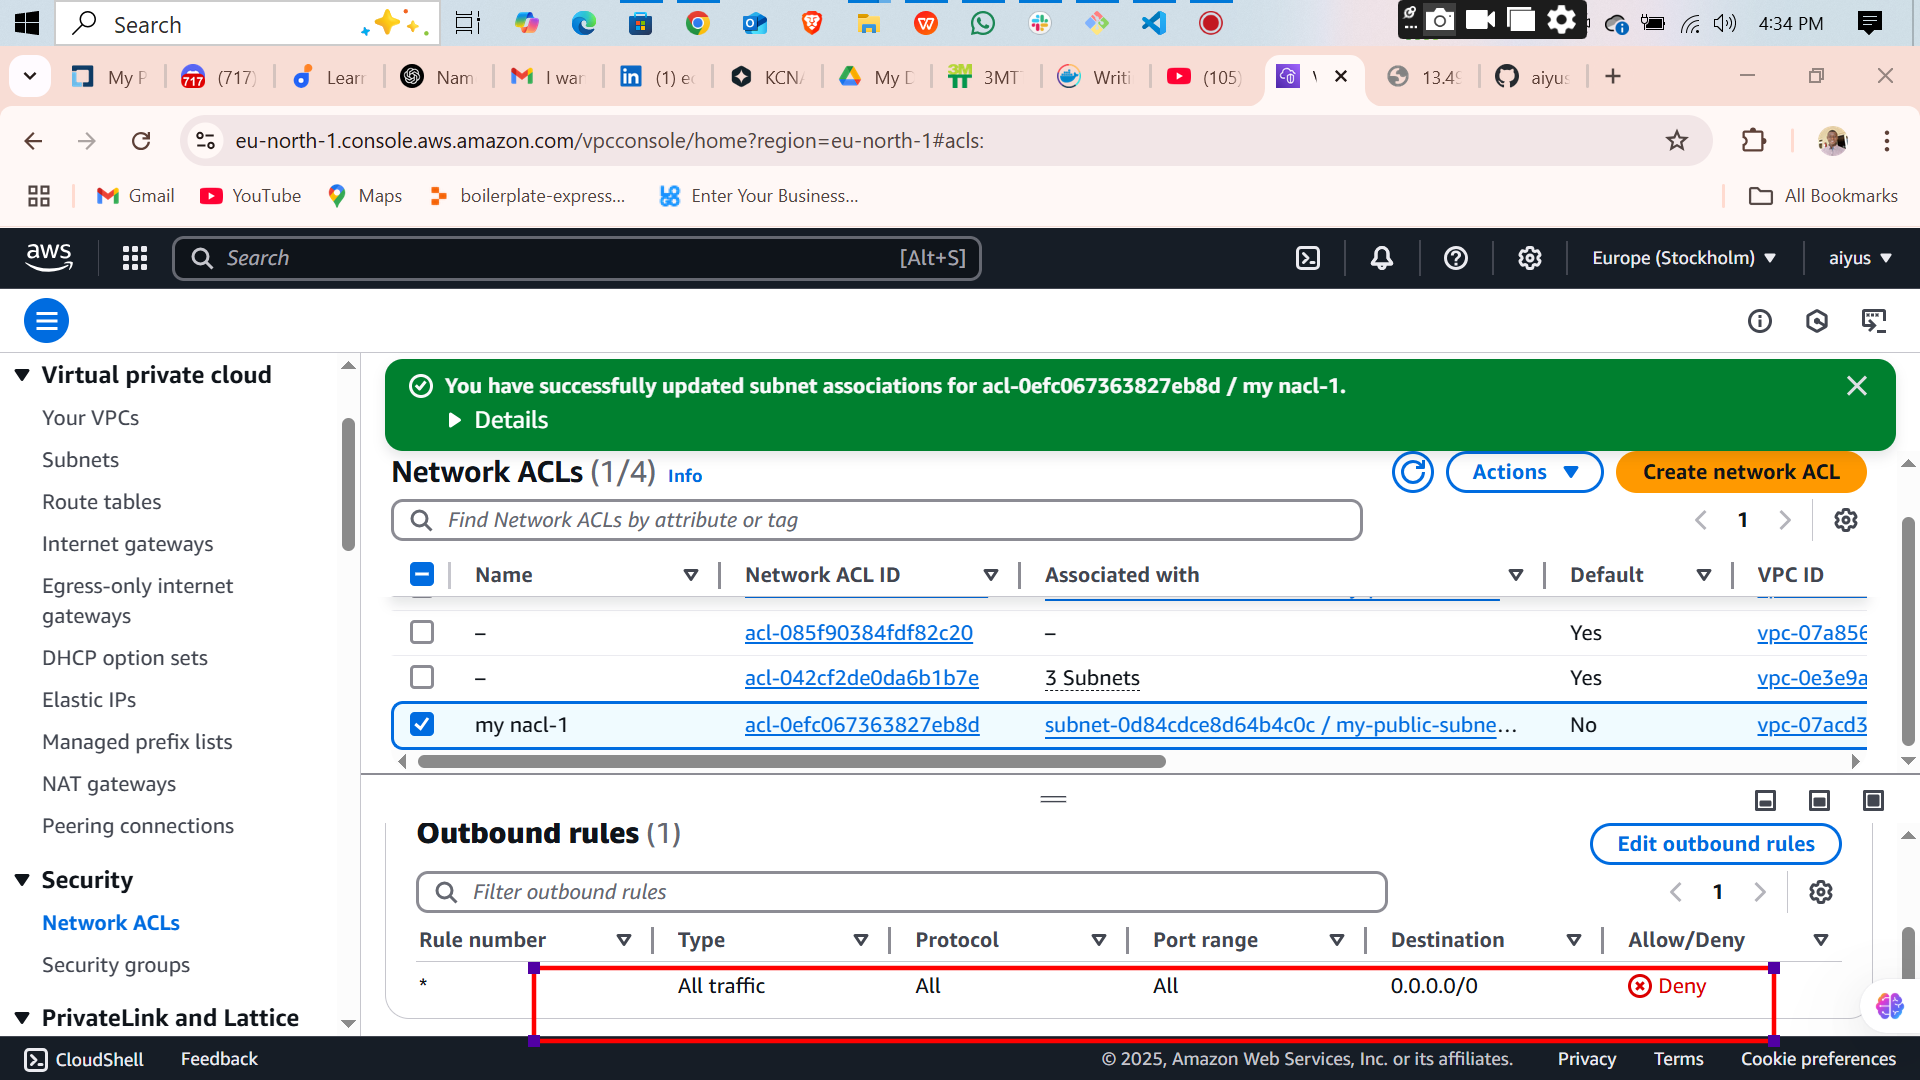 Search
4:34 PM
My P
717
(717)
Learn
Nam
I wan
(1) ec
KCNA
My D
3MT
Writi
(105)
V
13.49
aiyus
eu-north-1.console.aws.amazon.com/vpcconsole/home?region=eu-north-1#acls:
Gmail
YouTube
Maps
boilerplate-express...
Enter Your Business...
All Bookmarks
aws
Search
[Alt+S]
Europe (Stockholm)
aiyus
Virtual private cloud
Your VPCs
Subnets
Route tables
Internet gateways
Egress-only internet
gateways
DHCP option sets
Elastic IPs
Managed prefix lists
NAT gateways
Peering connections
Security
Network ACLs
Security groups
PrivateLink and Lattice
You have successfully updated subnet associations for acl-0efc067363827eb8d / my nacl-1.
Details
Network ACLs (1/4) Info
Actions
Create network ACL
Find Network ACLs by attribute or tag
1
Name Network ACL ID Associated with Default VPC ID
– acl-085f90384fdf82c20 – Yes vpc-07a856
– acl-042cf2de0da6b1b7e 3 Subnets Yes vpc-0e3e9a
my nacl-1 acl-0efc067363827eb8d subnet-0d84cdce8d64b4c0c / my-public-subne... No vpc-07acd3
Outbound rules (1)
Edit outbound rules
Filter outbound rules
1
Rule number Type Protocol Port range Destination Allow/Deny
* All traffic All All 0.0.0.0/0 Deny
CloudShell Feedback © 2025, Amazon Web Services, Inc. or its affiliates. Privacy Terms Cookie preferences